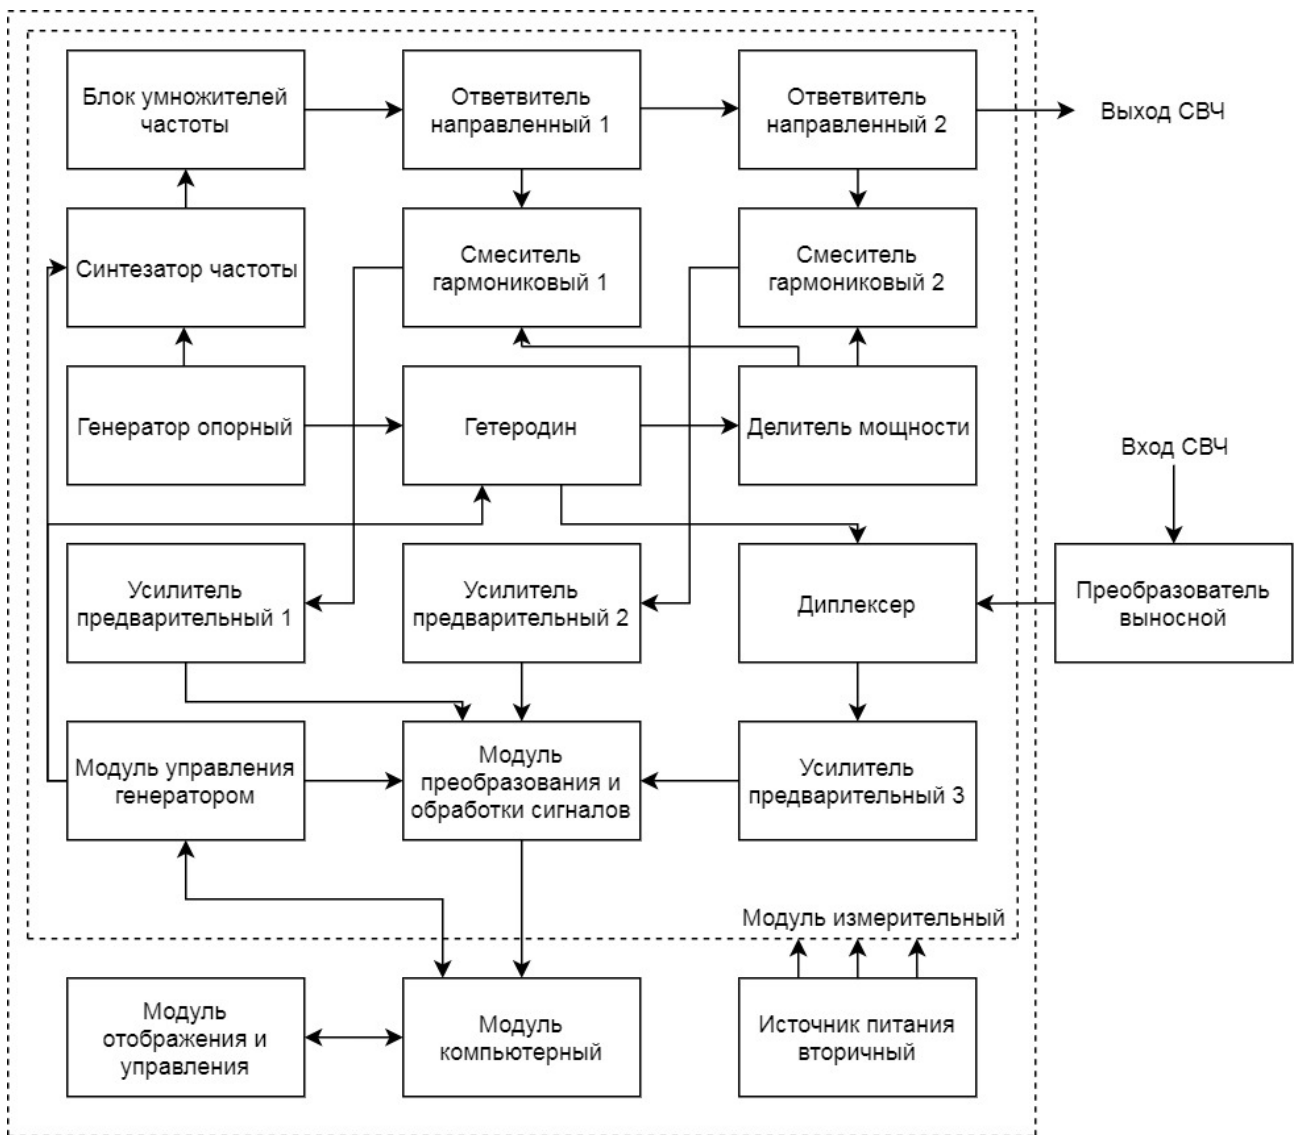 Блок умножителей
частоты
Ответвитель
направленный 1
Ответвитель
направленный 2
Выход СВЧ
Синтезатор частоты
Смеситель
гармониковый 1
Смеситель
гармониковый 2
Генератор опорный
Гетеродин
Делитель мощности
Вход СВЧ
Усилитель
предварительный 1
Усилитель
предварительный 2
Диплексер
Преобразователь
выносной
Модуль управления
генератором
Модуль
преобразования и
обработки сигналов
Усилитель
предварительный 3
Модуль измерительный
Модуль
отображения и
управления
Модуль
компьютерный
Источник питания
вторичный